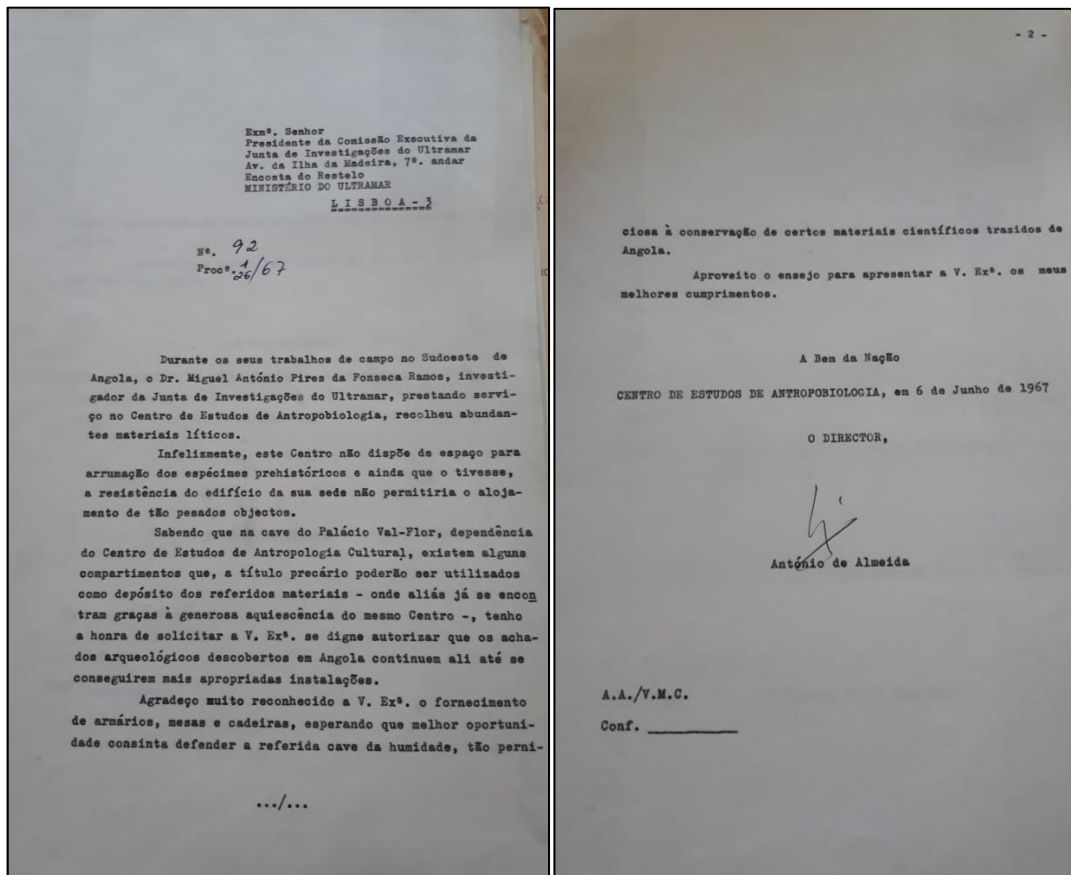 Exmº. Senhor
Presidente da Comissão Executiva da
Junta de Investigações do Ultramar
Av. da Ilha da Madeira, 7º. andar
Encosta do Restelo
MINISTÉRIO DO ULTRAMAR
LISBOA-3
Nº. 92
Procº. 1/26/67
Durante os seus trabalhos de campo no Sudoeste de
Angola, o Dr. Miguel António Pires da Fonseca Ramos, investi-
gador da Junta de Investigações do Ultramar, prestando servi-
ço no Centro de Estudos de Antropobiologia, recolheu abundan-
tes materiais líticos.
Infelizmente, este Centro não dispõe de espaço para
arrumação dos espécimes prehistóricos e ainda que o tivesse,
a resistência do edifício da sua sede não permitiria o aloja-
mento de tão pesados objectos.
Sabendo que na cave do Palácio Val-Flor, dependência
do Centro de Estudos de Antropologia Cultural, existem alguns
compartimentos que, a título precário poderão ser utilizados
como depósito dos referidos materiais - onde aliás já se encon
tram graças à generosa aquiescência do mesmo Centro -, tenho
a honra de solicitar a V. Exª. se digne autorizar que os acha-
dos arqueológicos descobertos em Angola continuem ali até se
conseguirem mais apropriadas instalações.
Agradeço muito reconhecido a V. Exª. o fornecimento
de armários, mesas e cadeiras, esperando que melhor oportuni-
dade consinta defender a referida cave da humidade, tão perni-
.../...
- 2 -
ciosa à conservação de certos materiais científicos trazidos de
Angola.
Aproveito o ensejo para apresentar a V. Exª. os meus
melhores cumprimentos.
A Bem da Nação
CENTRO DE ESTUDOS DE ANTROPOBIOLOGIA, em 6 de Junho de 1967
O DIRECTOR,
António de Almeida
A.A./V.M.C.
Conf.